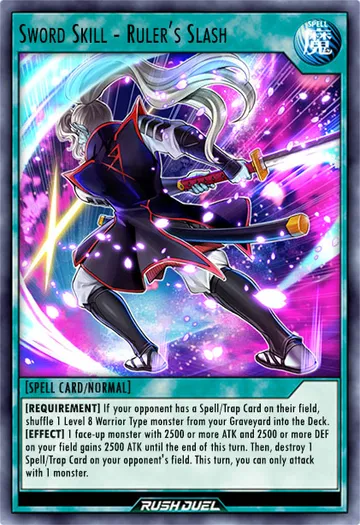 Sword Skill - Ruler's Slash
SPELL
魔
[SPELL CARD/NORMAL]
[REQUIREMENT] If your opponent has a Spell/Trap Card on their field,
shuffle 1 Level 8 Warrior Type monster from your Graveyard into the Deck.
[EFFECT] 1 face-up monster with 2500 or more ATK and 2500 or more DEF
on your field gains 2500 ATK until the end of this turn. Then, destroy 1
Spell/Trap Card on your opponent's field. This turn, you can only attack
with 1 monster.
RUSH DUEL